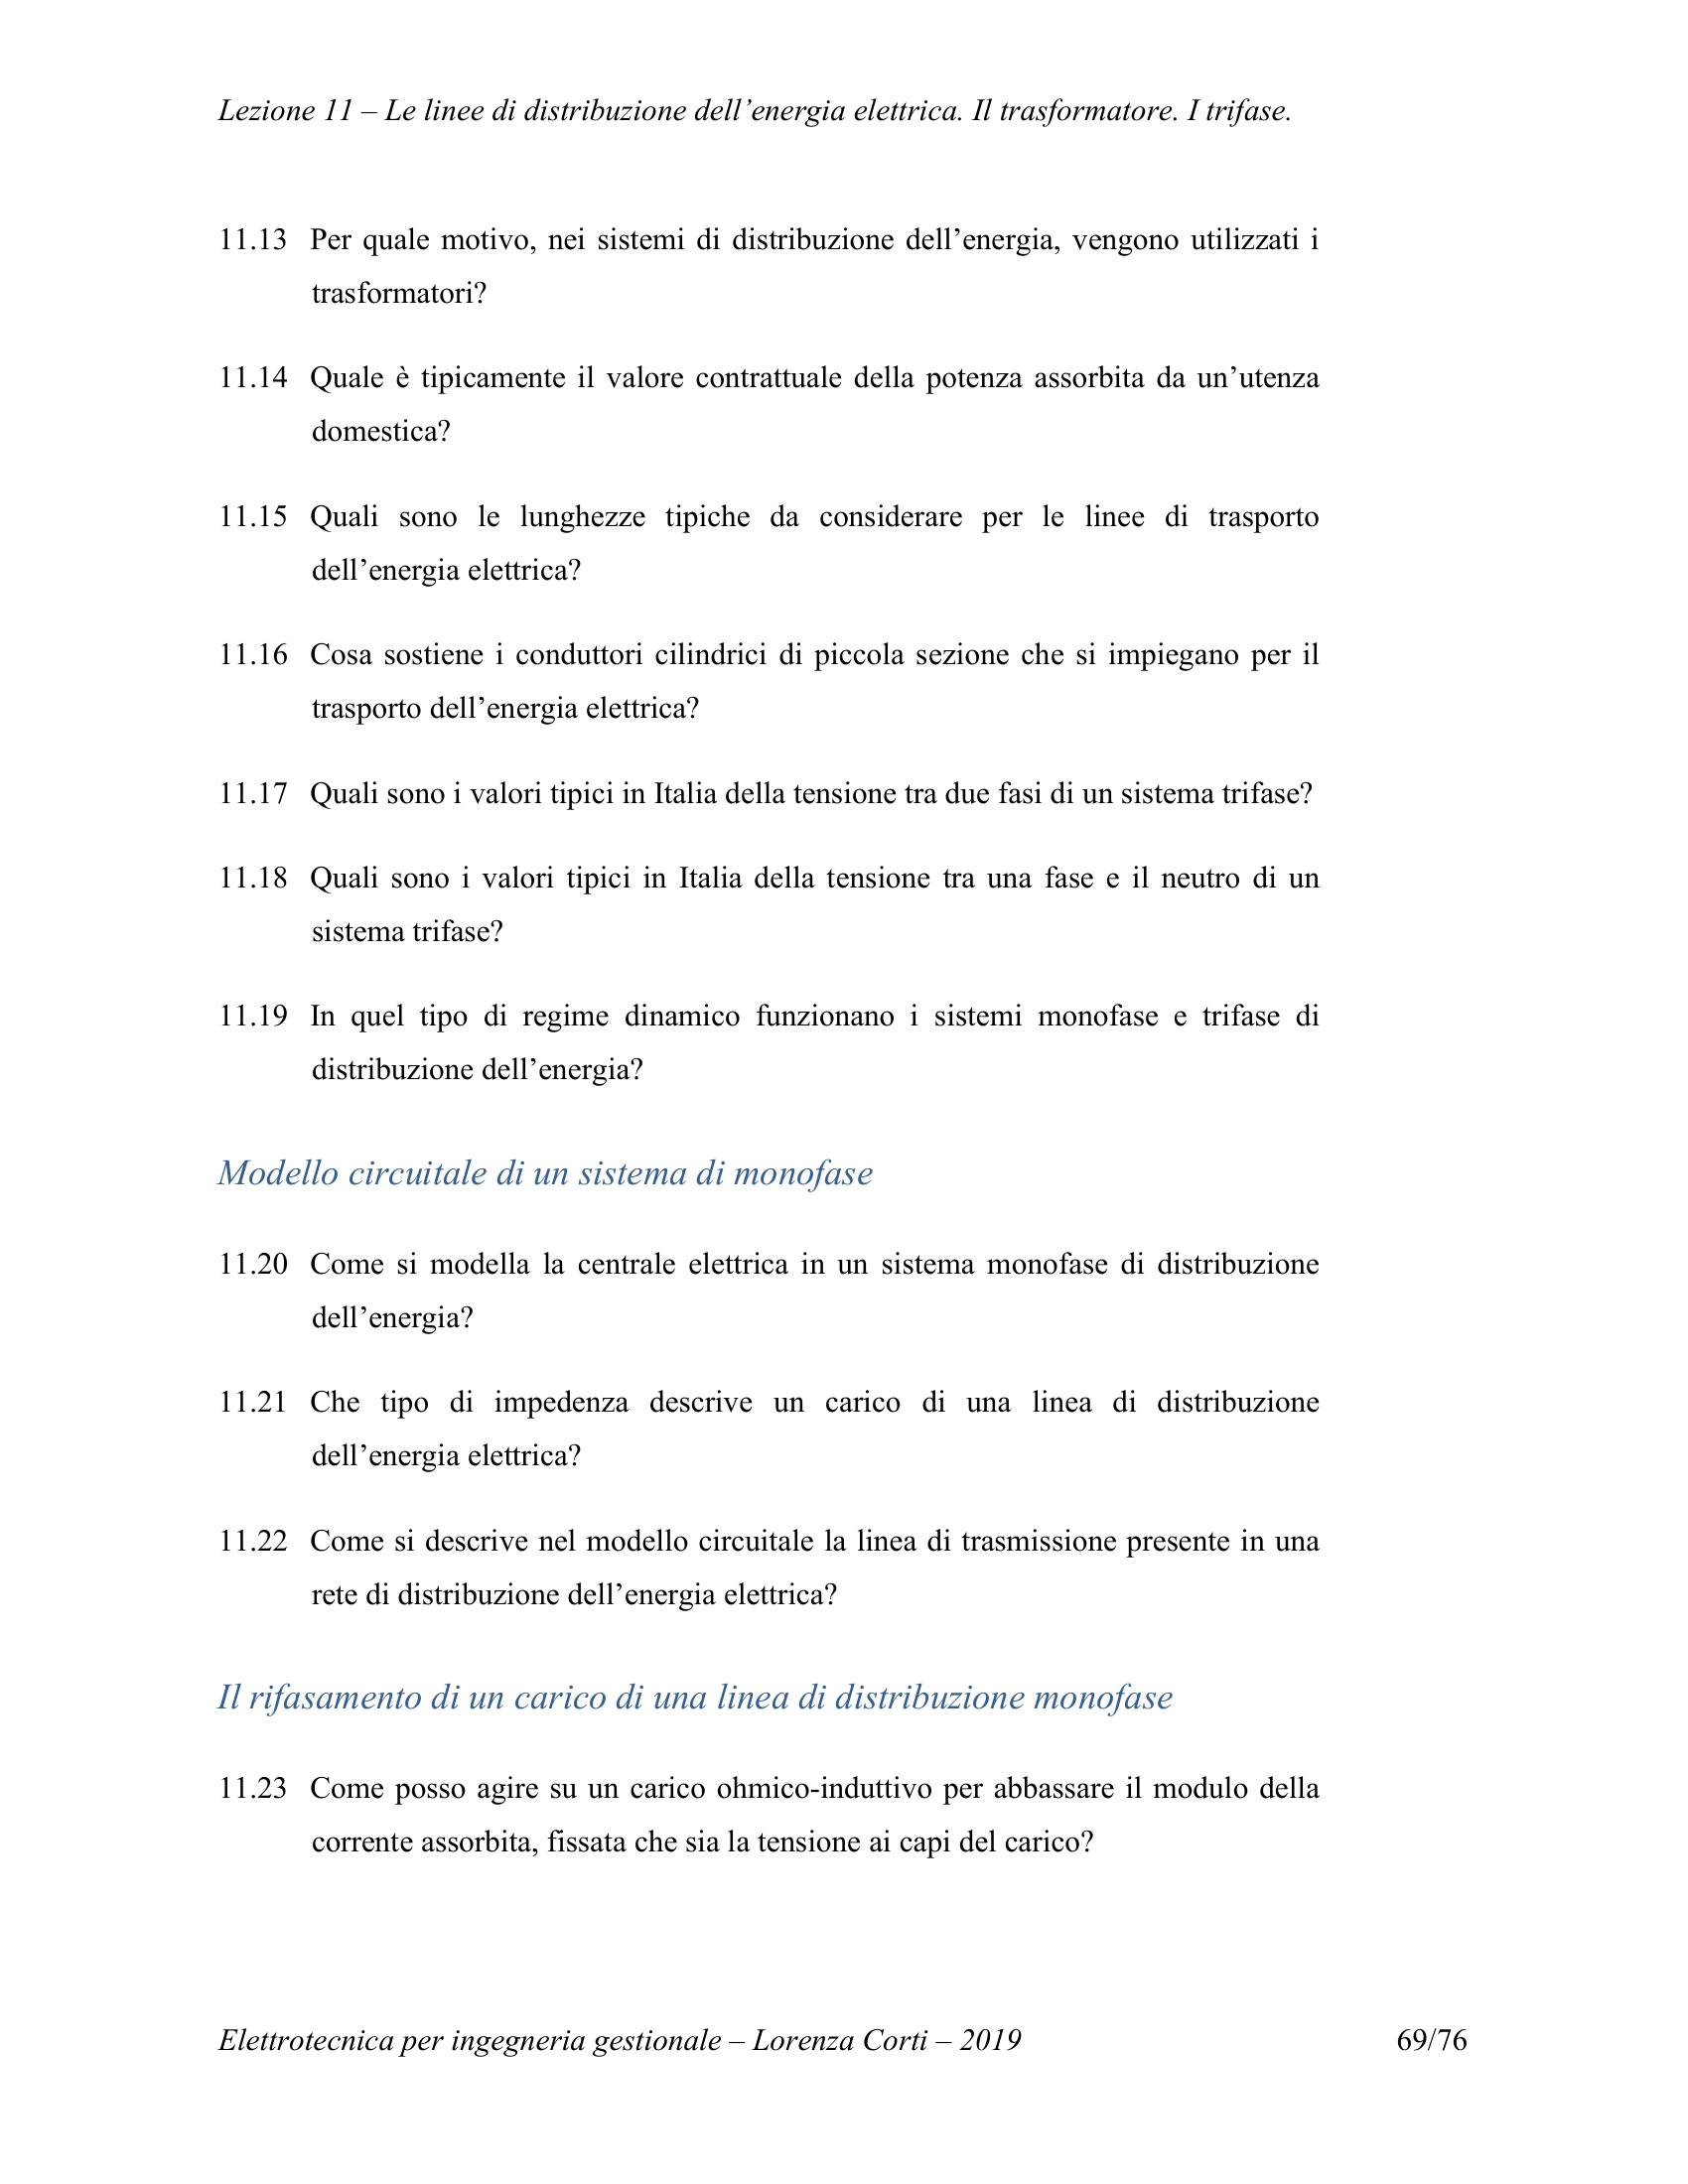 Lezione 11 – Le linee di distribuzione dell’energia elettrica. Il trasformatore. I trifase.
11.13 Per quale motivo, nei sistemi di distribuzione dell’energia, vengono utilizzati i
trasformatori?
11.14 Quale è tipicamente il valore contrattuale della potenza assorbita da un’utenza
domestica?
11.15 Quali sono le lunghezze tipiche da considerare per le linee di trasporto
dell’energia elettrica?
11.16 Cosa sostiene i conduttori cilindrici di piccola sezione che si impiegano per il
trasporto dell’energia elettrica?
11.17 Quali sono i valori tipici in Italia della tensione tra due fasi di un sistema trifase?
11.18 Quali sono i valori tipici in Italia della tensione tra una fase e il neutro di un
sistema trifase?
11.19 In quel tipo di regime dinamico funzionano i sistemi monofase e trifase di
distribuzione dell’energia?
Modello circuitale di un sistema di monofase
11.20 Come si modella la centrale elettrica in un sistema monofase di distribuzione
dell’energia?
11.21 Che tipo di impedenza descrive un carico di una linea di distribuzione
dell’energia elettrica?
11.22 Come si descrive nel modello circuitale la linea di trasmissione presente in una
rete di distribuzione dell’energia elettrica?
Il rifasamento di un carico di una linea di distribuzione monofase
11.23 Come posso agire su un carico ohmico-induttivo per abbassare il modulo della
corrente assorbita, fissata che sia la tensione ai capi del carico?
Elettrotecnica per ingegneria gestionale – Lorenza Corti – 2019 69/76